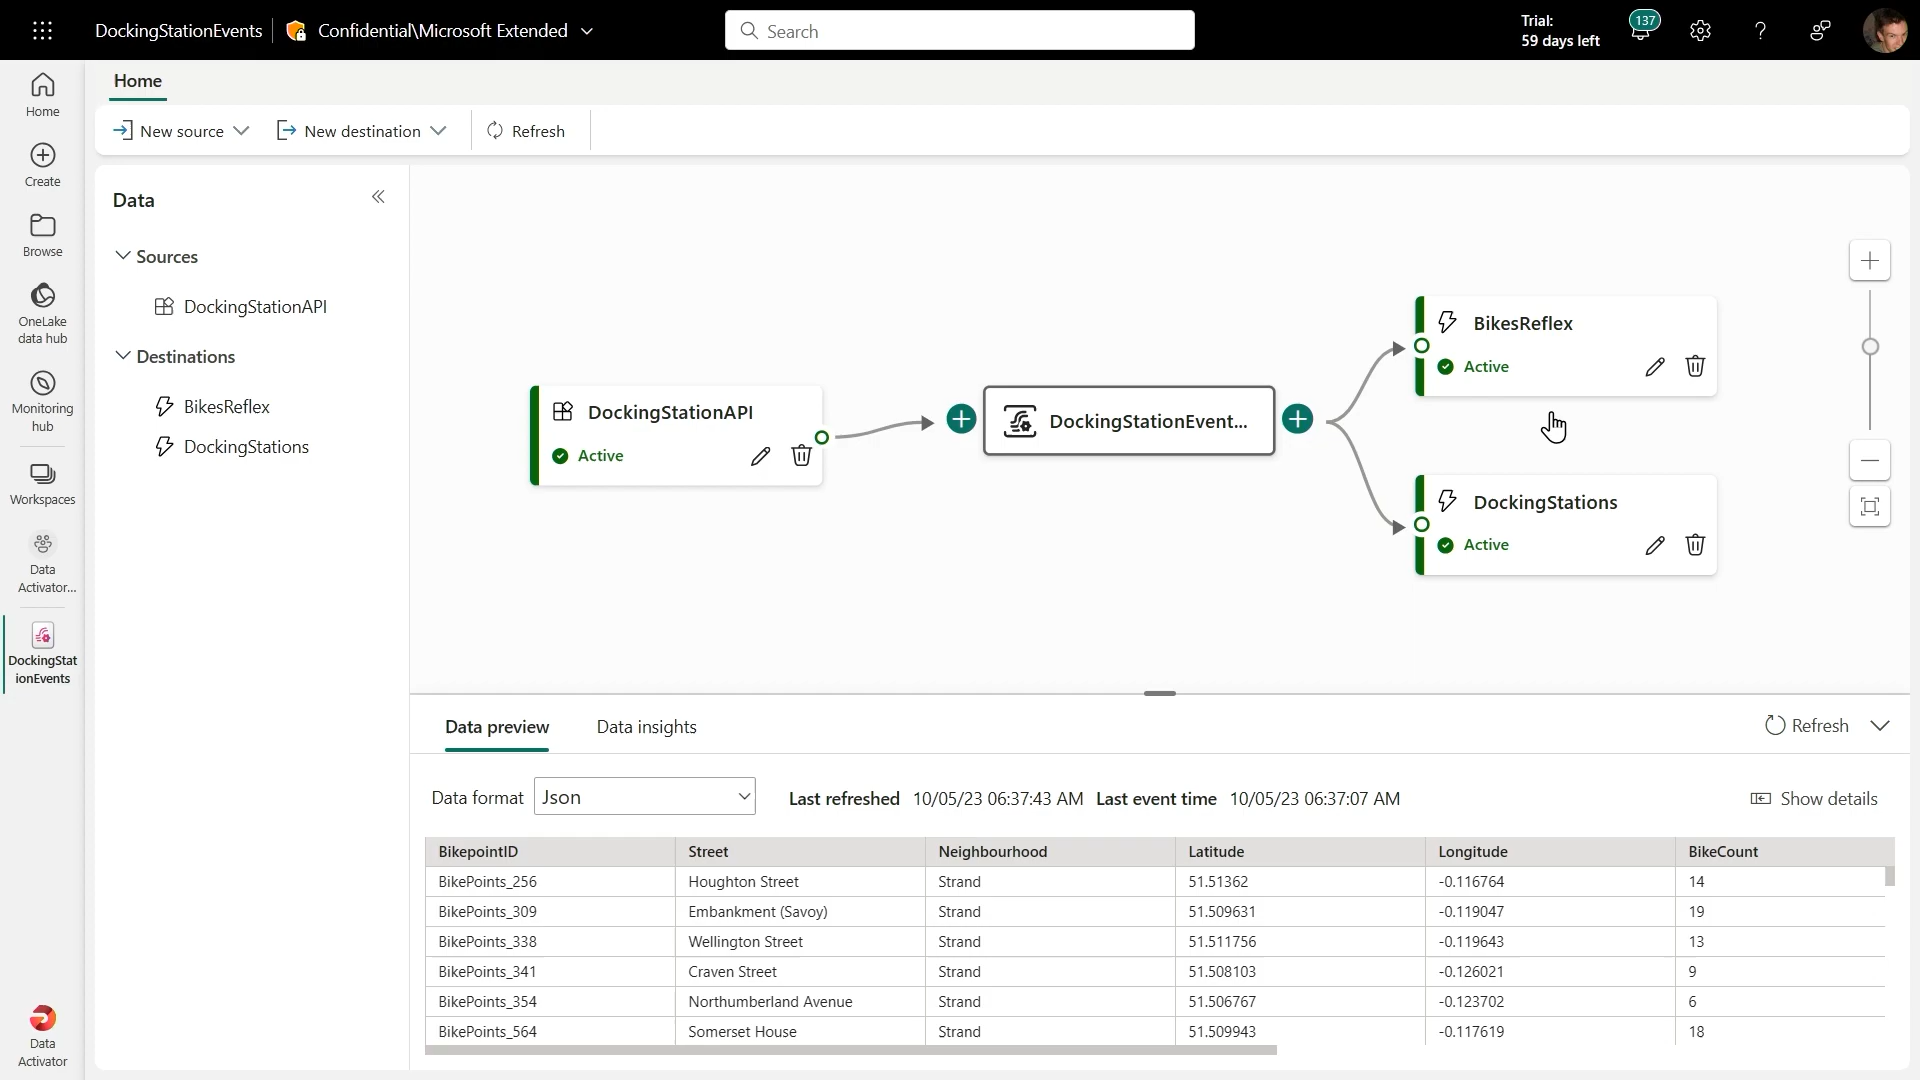 DockingStationEvents
Confidential\Microsoft Extended
Search
Trial:
59 days left
137
Home
Create
Browse
OneLake
data hub
Monitoring
hub
Workspaces
Data
Activator...
DockingStat
ionEvents
Data
Activator
Home
New source
New destination
Refresh
Data
Sources
DockingStationAPI
Destinations
BikesReflex
DockingStations
DockingStationAPI
Active
DockingStationEvent...
BikesReflex
Active
DockingStations
Active
Data preview
Data insights
Refresh
Data format
Json
Last refreshed 10/05/23 06:37:43 AM Last event time 10/05/23 06:37:07 AM
Show details
BikepointID Street Neighbourhood Latitude Longitude BikeCount
BikePoints_256 Houghton Street Strand 51.51362 -0.116764 14
BikePoints_309 Embankment (Savoy) Strand 51.509631 -0.119047 19
BikePoints_338 Wellington Street Strand 51.511756 -0.119643 13
BikePoints_341 Craven Street Strand 51.508103 -0.126021 9
BikePoints_354 Northumberland Avenue Strand 51.506767 -0.123702 6
BikePoints_564 Somerset House Strand 51.509943 -0.117619 18